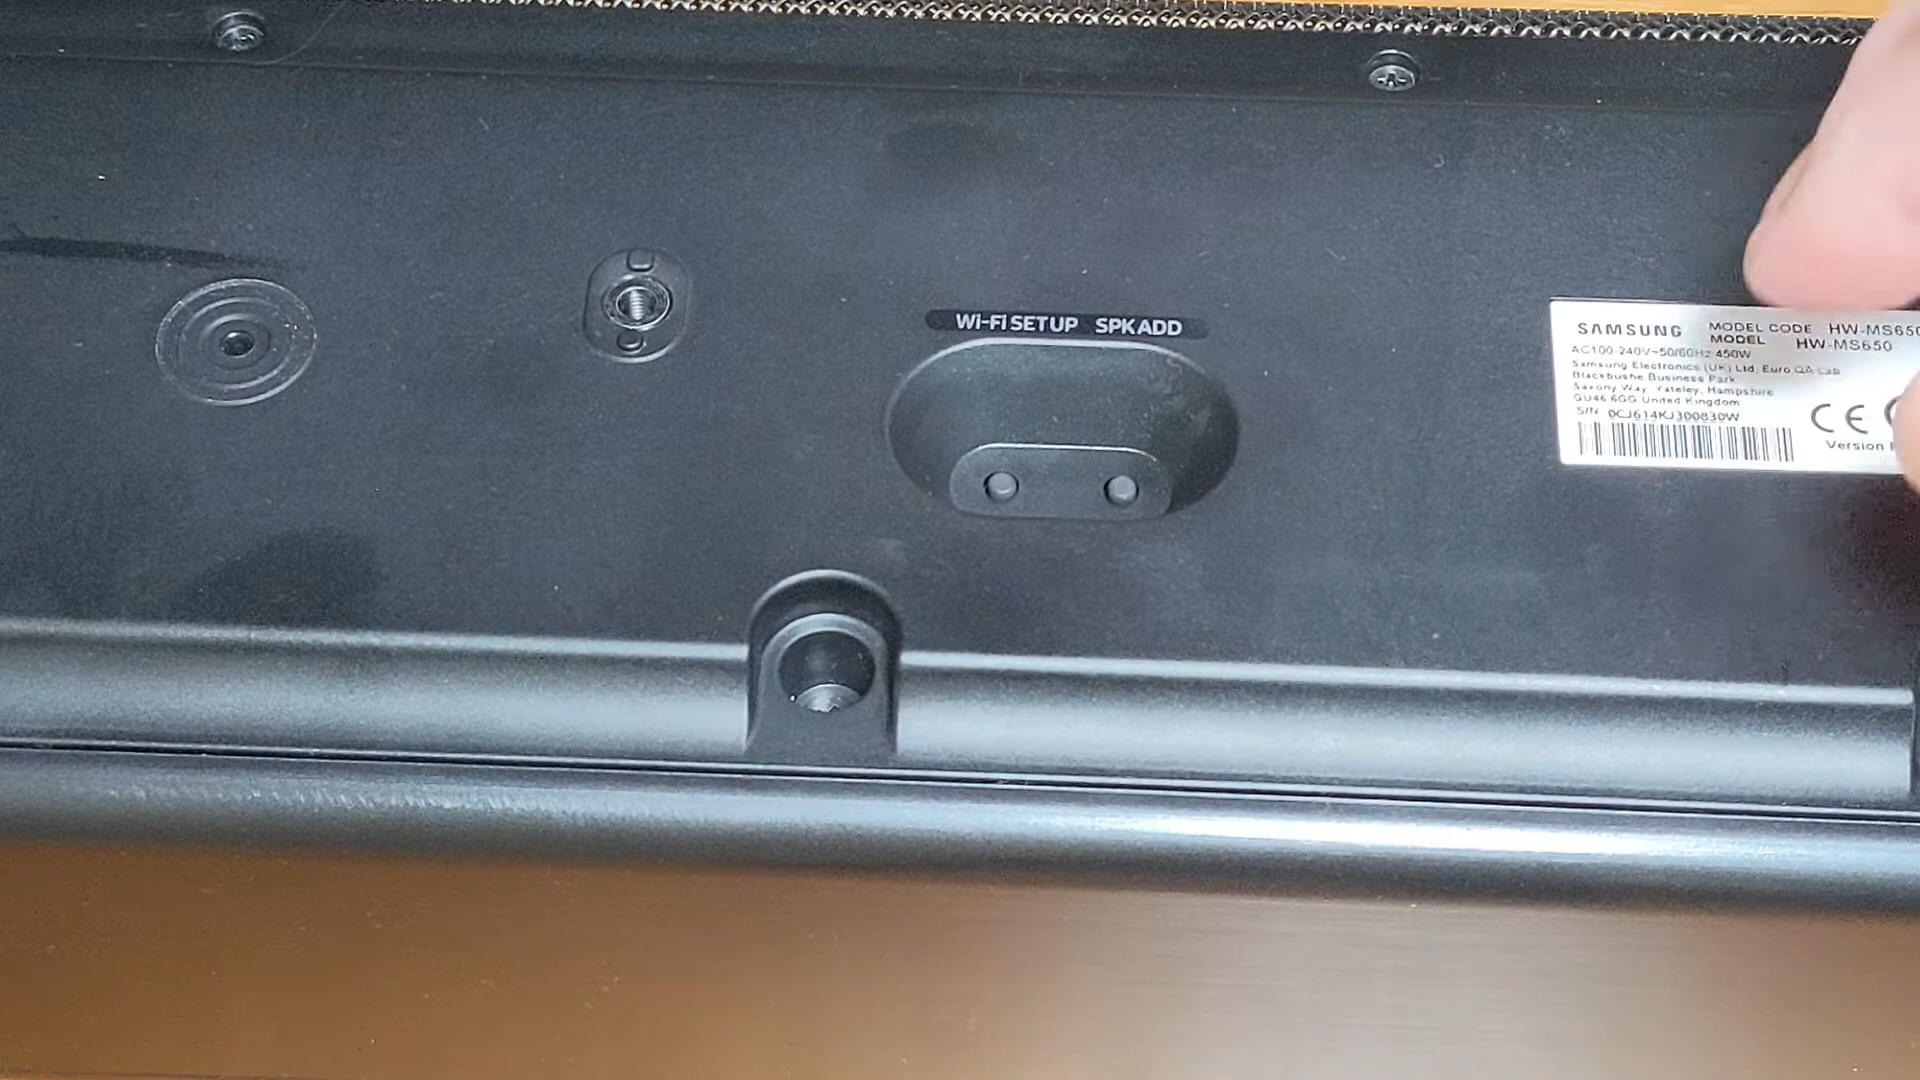 Wi-Fi SETUP SPK ADD
SAMSUNG MODEL CODE HW-MS650
MODEL HW-MS650
AC100-240V~50/60Hz 450W
Samsung Electronics (UK) Ltd, Euro QA Lab
Blackbushe Business Park
Saxony Way, Yateley, Hampshire
GU46 6GG United Kingdom
S/N 0CJ614KJ300830W
CE
Version